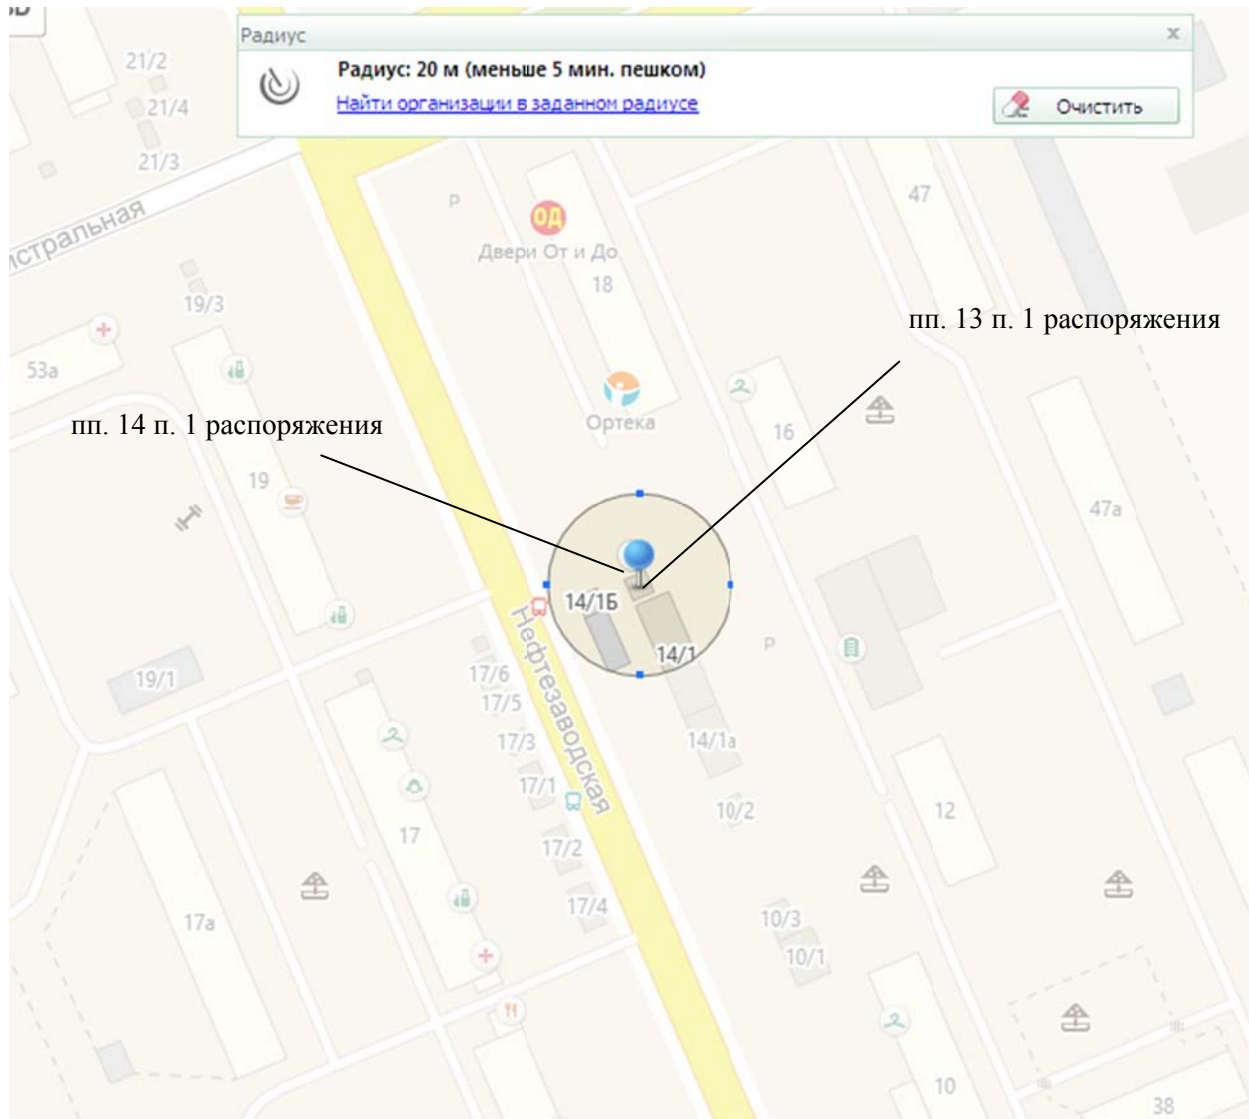 Радиус
x
Радиус: 20 м (меньше 5 мин. пешком)
Найти организации в заданном радиусе
Очистить
21/2
21/4
21/3
47
P
ОД
Двери От и До
18
истральная
19/3
пп. 13 п. 1 распоряжения
53а
Ортека
16
пп. 14 п. 1 распоряжения
19
47а
14/1Б
14/1
P
Нефтезаводская
19/1
17/6
17/5
17/3
14/1а
17/1
10/2
12
17
17/2
17а
17/4
10/3
10/1
10
38